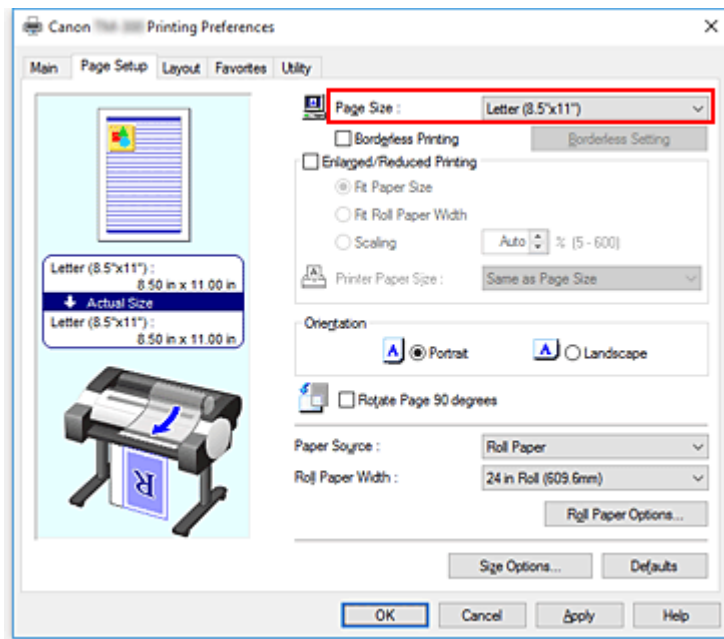 Canon Printing Preferences
Main Page Setup Layout Favorites Utility
Page Size : Letter (8.5"x11")
Borderless Printing Borderless Setting
Enlarged/Reduced Printing
Fit Paper Size
Fit Roll Paper Width
Scaling Auto % (5 - 600)
Printer Paper Size : Same as Page Size
Letter (8.5"x11") :
8.50 in x 11.00 in
Actual Size
Letter (8.5"x11") :
8.50 in x 11.00 in
Orientation
A Portrait A Landscape
Rotate Page 90 degrees
R
Paper Source : Roll Paper
Roll Paper Width : 24 in Roll (609.6mm)
Roll Paper Options...
Size Options... Defaults
OK Cancel Apply Help